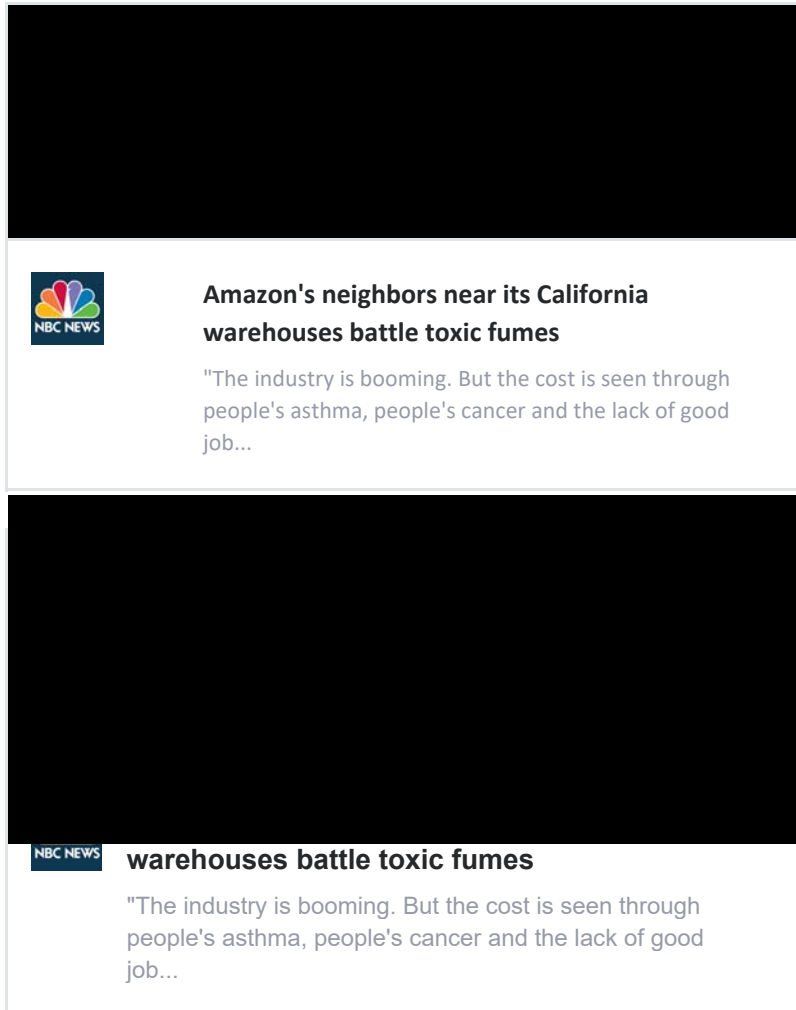 NBC NEWS
Amazon's neighbors near its California
warehouses battle toxic fumes
"The industry is booming. But the cost is seen through
people's asthma, people's cancer and the lack of good
job...
NBC NEWS
warehouses battle toxic fumes
"The industry is booming. But the cost is seen through
people's asthma, people's cancer and the lack of good
job...